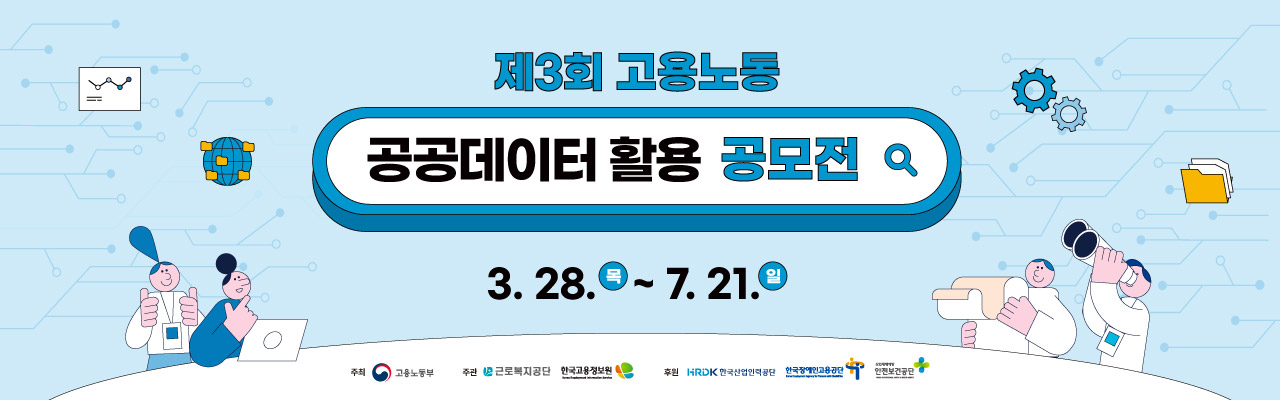 제3회 고용노동
공공데이터 활용 공모전
3. 28. 목 ~ 7. 21. 일
주최 고용노동부 주관 근로복지공단 한국고용정보원 후원 HRDK 한국산업인력공단 한국장애인고용공단 안전보건공단